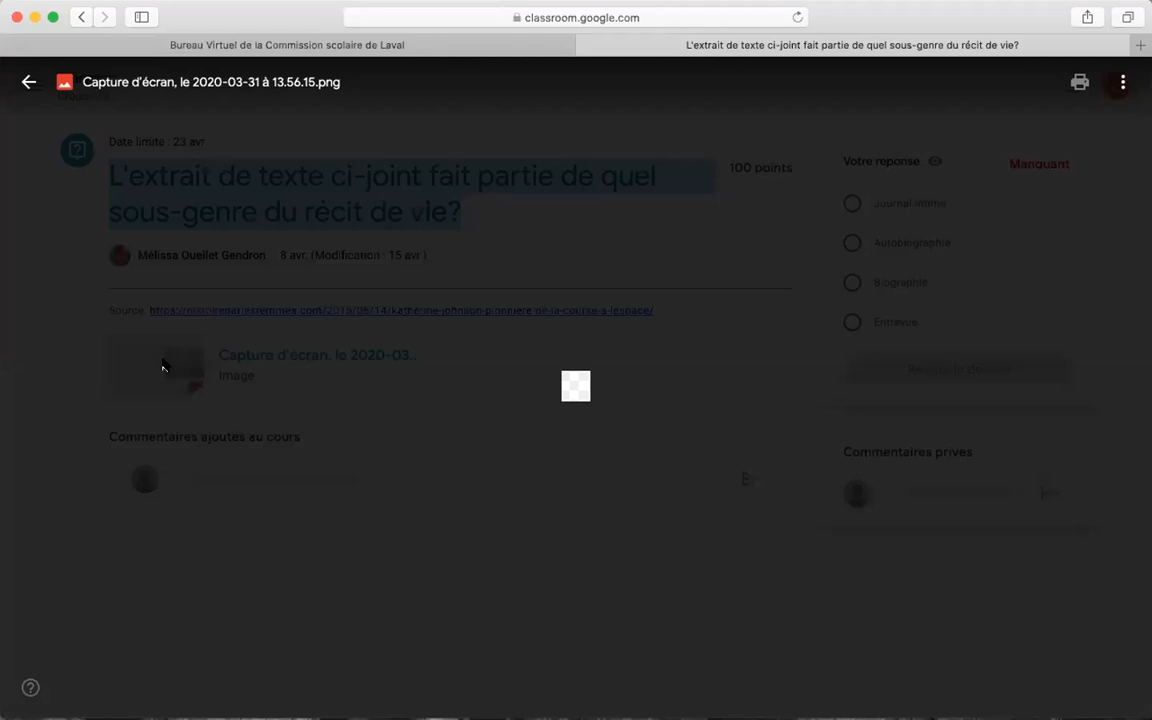 classroom.google.com
Bureau Virtuel de la Commission scolaire de Laval
L'extrait de texte ci-joint fait partie de quel sous-genre du récit de vie?
Capture d'écran, le 2020-03-31 à 13.56.15.png
Date limite : 23 avr
L'extrait de texte ci-joint fait partie de quel
sous-genre du récit de vie?
100 points
Mélissa Ouellet Gendron 8 avr. (Modification : 15 avr.)
Source:
Capture d'écran, le 2020-03..
Image
Commentaires ajoutés au cours
Votre réponse
Manquant
Journal intime
Autobiographie
Biographie
Entrevue
Commentaires privés